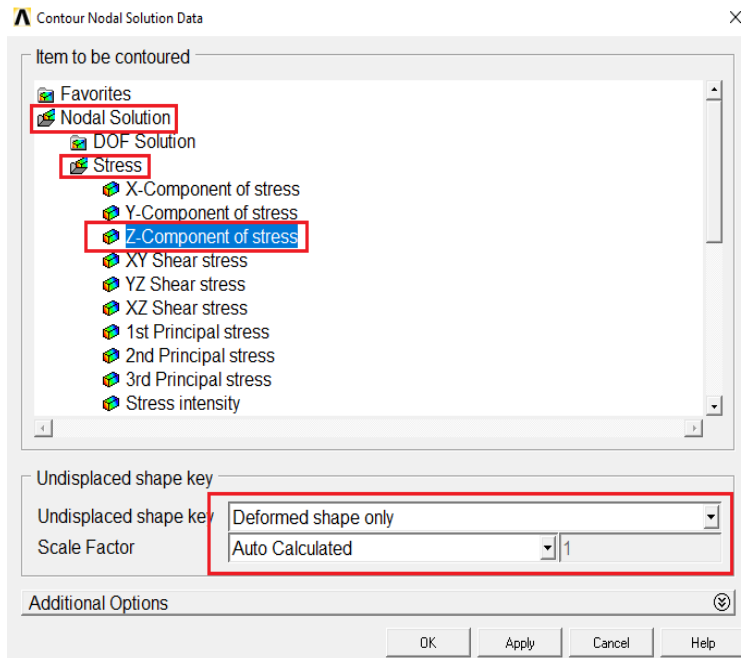 Contour Nodal Solution Data
Item to be contoured
Favorites
Nodal Solution
DOF Solution
Stress
X-Component of stress
Y-Component of stress
Z-Component of stress
XY Shear stress
YZ Shear stress
XZ Shear stress
1st Principal stress
2nd Principal stress
3rd Principal stress
Stress intensity
Undisplaced shape key
Undisplaced shape key Deformed shape only
Scale Factor Auto Calculated 1
Additional Options
OK Apply Cancel Help